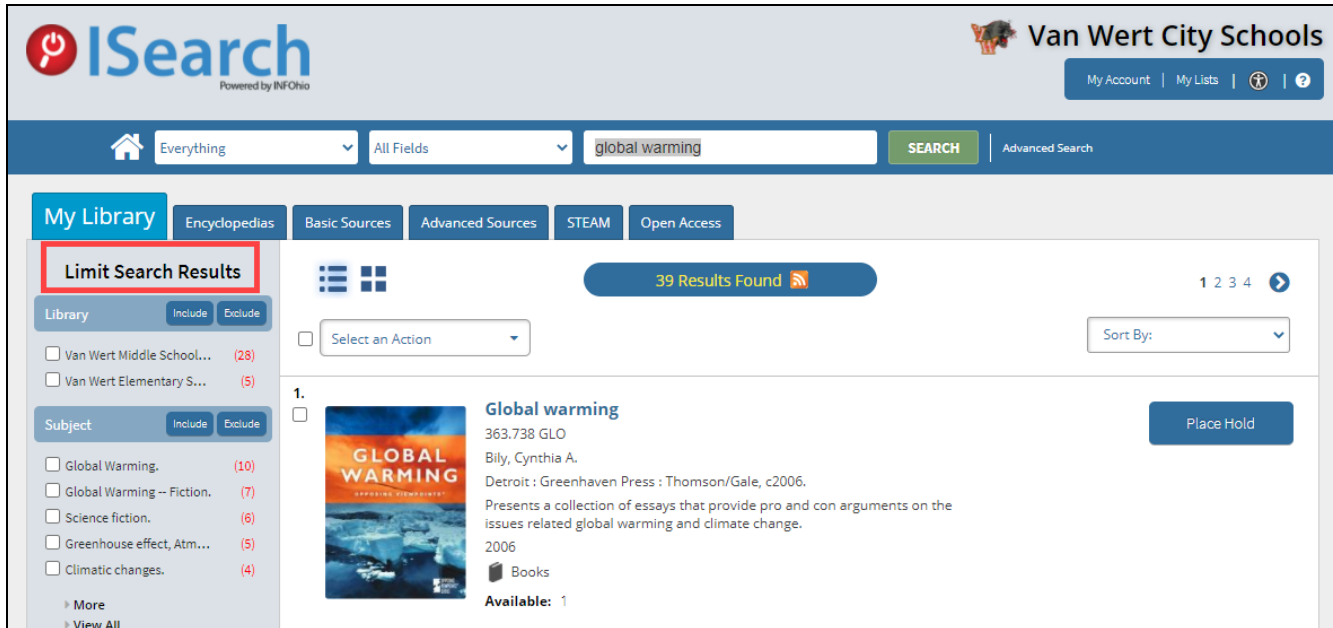 ISearch
Powered by INFOhio
Van Wert City Schools
My Account | My Lists | | ?
Everything
All Fields
global warming
SEARCH
Advanced Search
My Library
Encyclopedias
Basic Sources
Advanced Sources
STEAM
Open Access
Limit Search Results
Library
Include
Exclude
Van Wert Middle School... (28)
Van Wert Elementary S... (5)
Subject
Include
Exclude
Global Warming. (10)
Global Warming -- Fiction. (7)
Science fiction. (6)
Greenhouse effect, Atm... (5)
Climatic changes. (4)
More
View All
39 Results Found
1 2 3 4
Select an Action
Sort By:
1.
GLOBAL
WARMING
OPPOSING VIEWPOINTS
Global warming
363.738 GLO
Bily, Cynthia A.
Detroit : Greenhaven Press : Thomson/Gale, c2006.
Presents a collection of essays that provide pro and con arguments on the
issues related global warming and climate change.
2006
Books
Available: 1
Place Hold